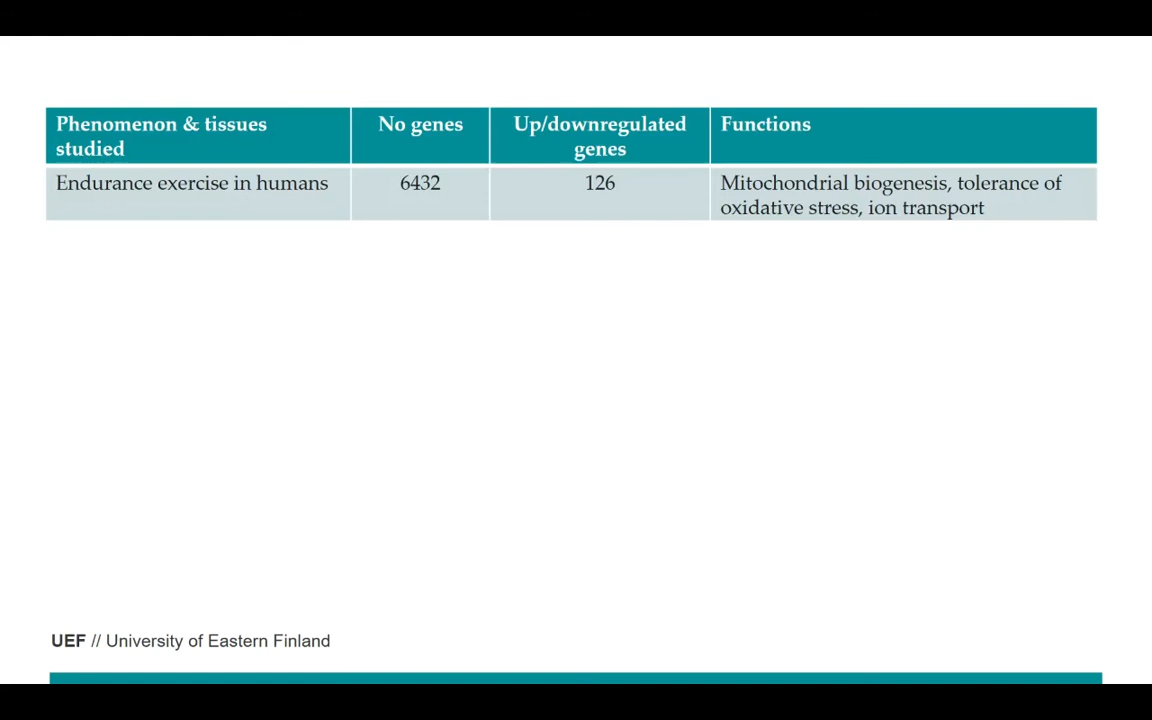 Phenomenon & tissues studied No genes Up/downregulated genes Functions
Endurance exercise in humans 6432 126 Mitochondrial biogenesis, tolerance of oxidative stress, ion transport
UEF // University of Eastern Finland